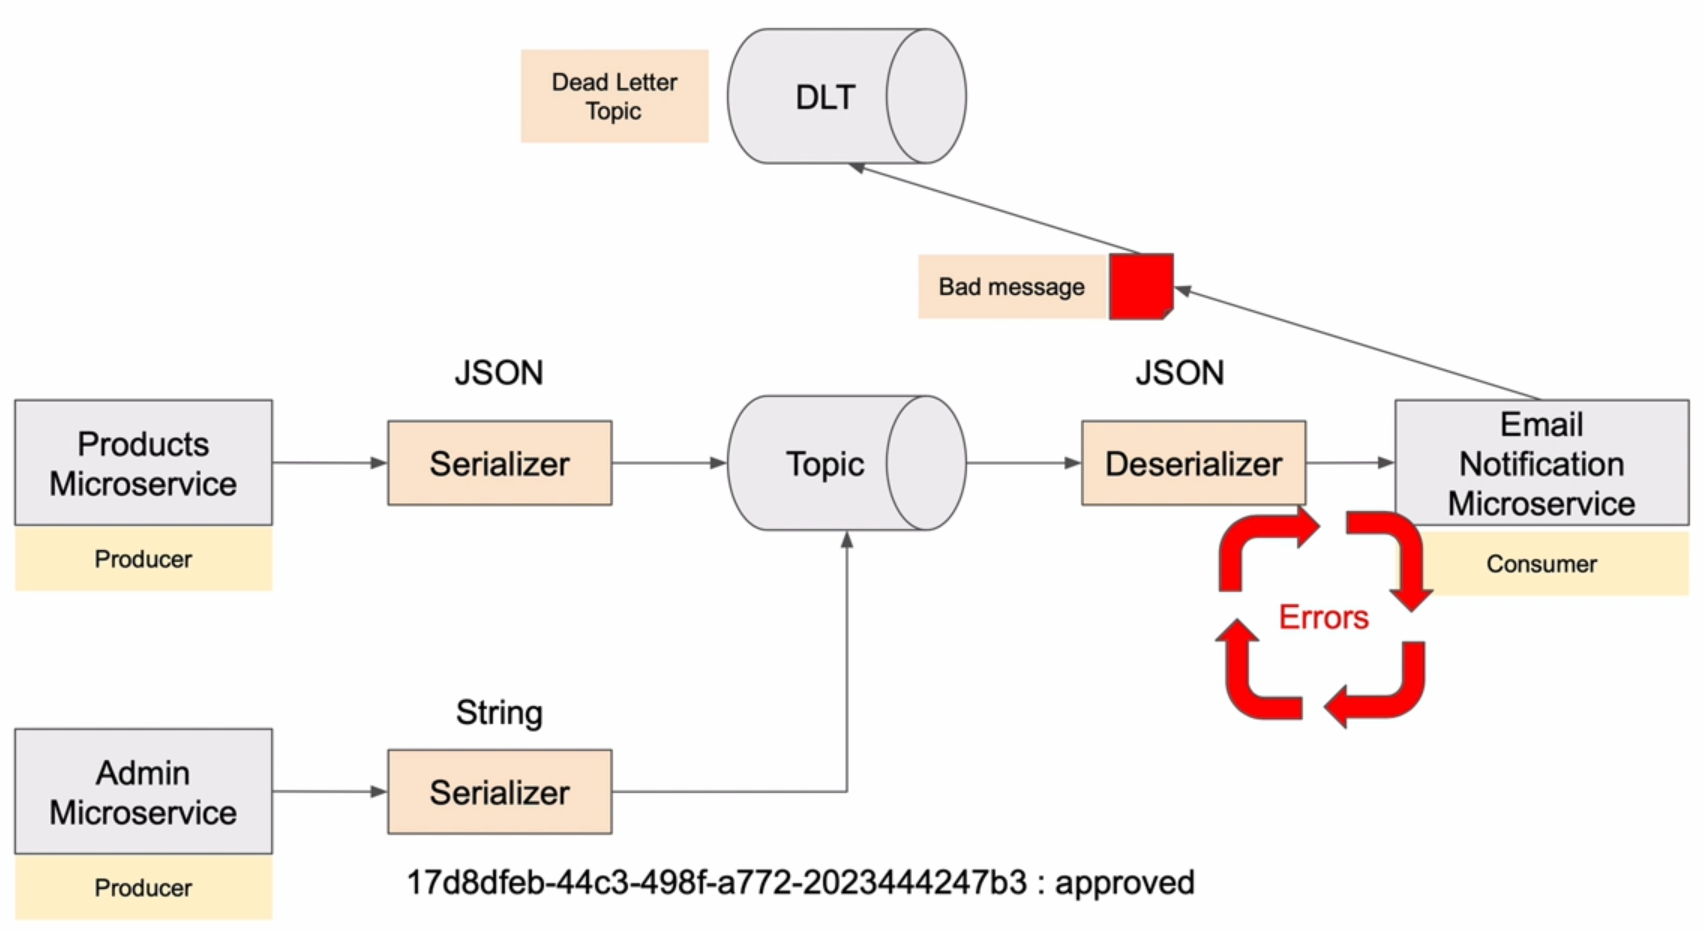 Dead Letter
Topic
DLT
Bad message
JSON
JSON
Products
Microservice
Serializer
Topic
Deserializer
Email
Notification
Microservice
Producer
Consumer
Errors
String
Admin
Microservice
Serializer
Producer
17d8dfeb-44c3-498f-a772-2023444247b3 : approved